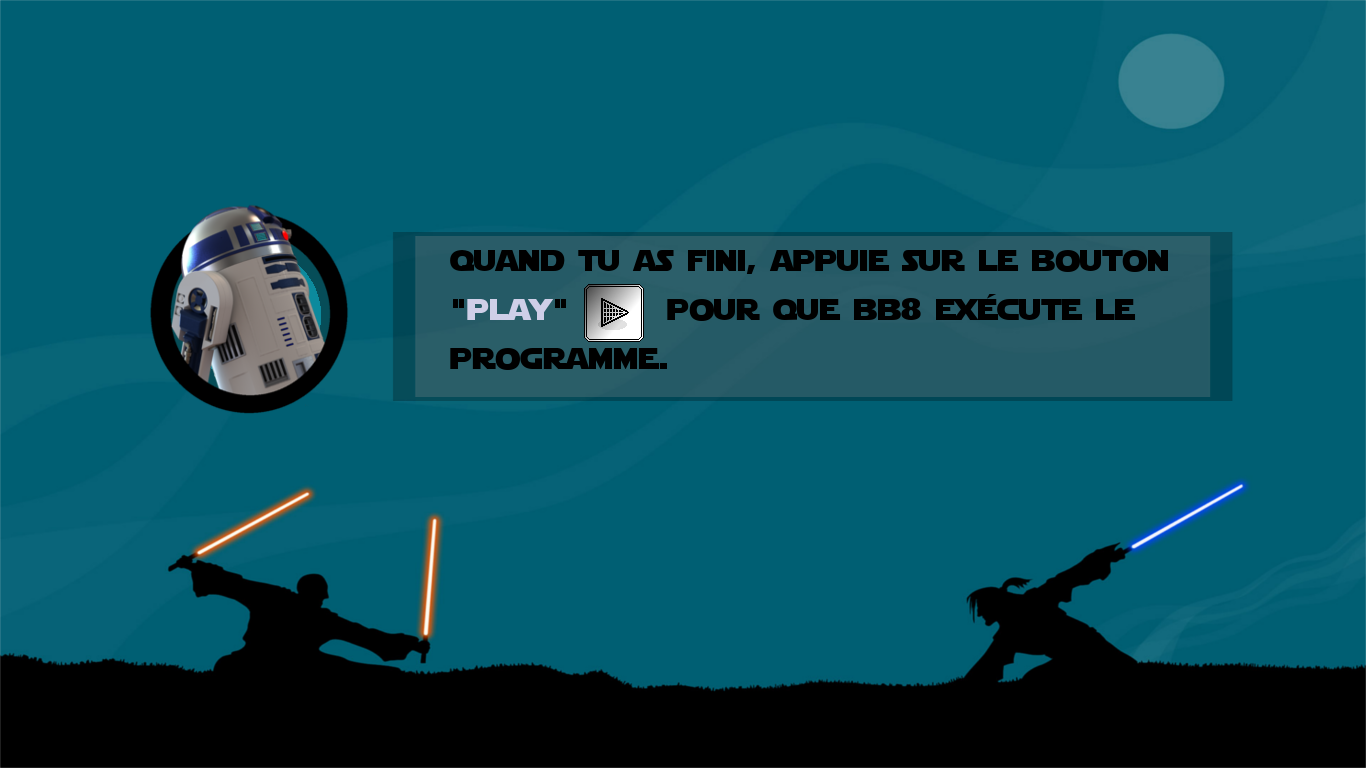 QUAND TU AS FINI, APPUIE SUR LE BOUTON
"PLAY" POUR QUE BB8 EXÉCUTE LE
PROGRAMME.